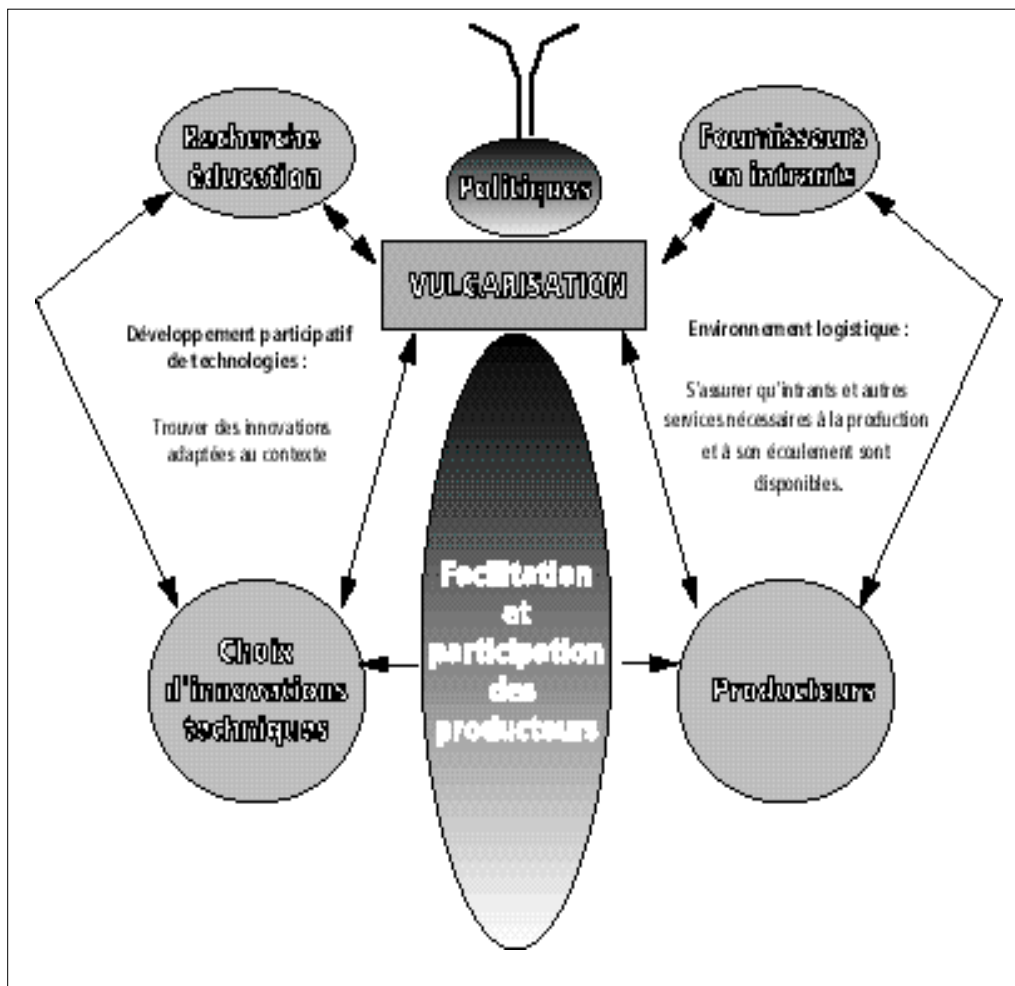 Recherche
éducation
Politiques
Fournisseurs
en intrants
VULGARISATION
Développement participatif
de technologies :
Trouver des innovations
adaptées au contexte
Environnement logistique :
S'assurer qu'intrants et autres
services nécessaires à la production
et à son écoulement sont
disponibles.
Facilitation
et
participation
des
producteurs
Choix
d'innovations
techniques
Producteurs